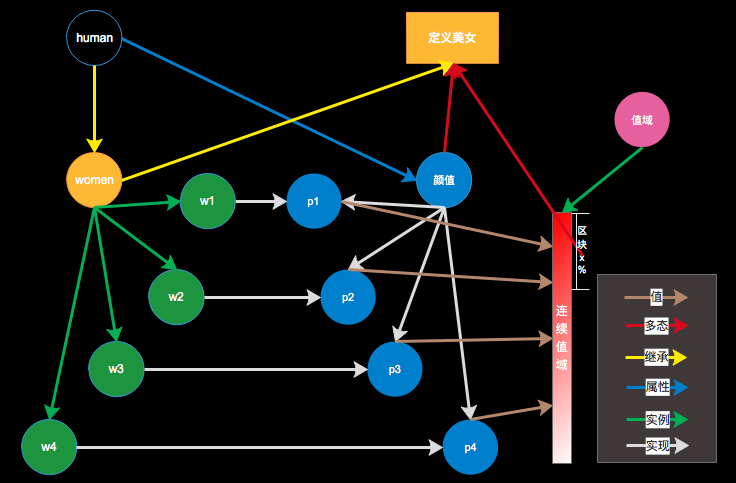 human
定义美女
值域
women
颜值
w1
p1
区
块
x
%
w2
p2
连
续
值
域
w3
p3
w4
p4
值
多态
继承
属性
实例
实现